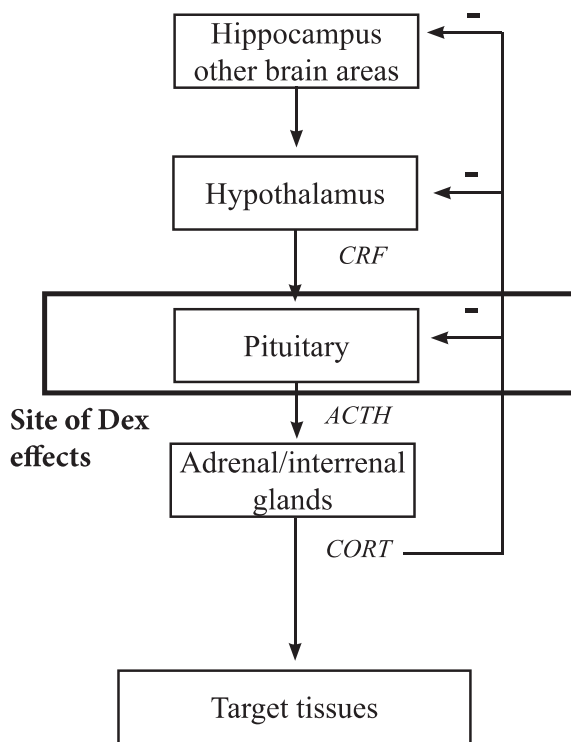 Hippocampus
other brain areas
-
Hypothalamus
-
CRF
Pituitary
-
Site of Dex
effects
ACTH
Adrenal/interrenal
glands
CORT
Target tissues